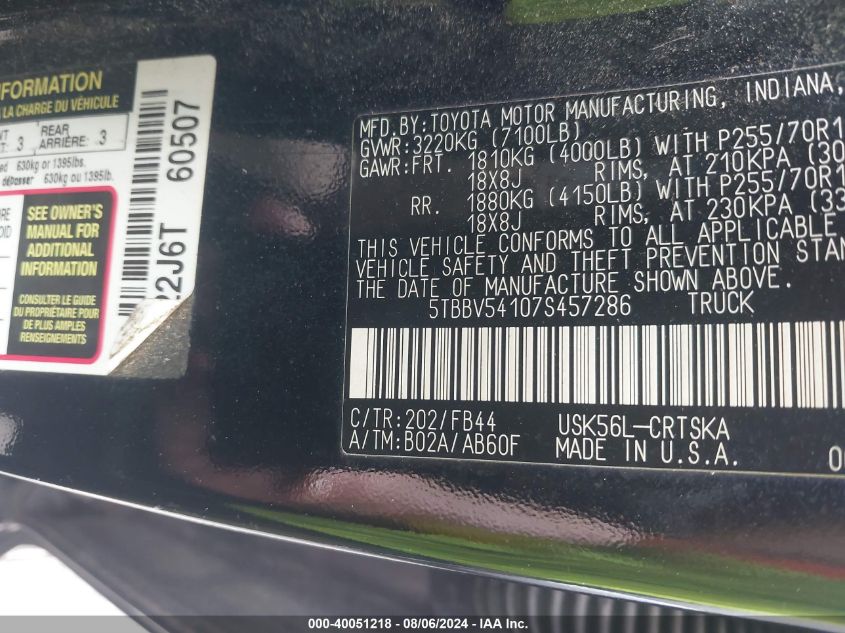 INFORMATION
LA CHARGE DU VÉHICULE
3
REAR
ARRIÈRE: 3
630kg or 1395lbs.
dépasser 630kg ou 1395lb.
SEE OWNER'S
MANUAL FOR
ADDITIONAL
INFORMATION
CONSULTER LE GUIDE
DU PROPRIÉTAIRE POUR
DE PLUS AMPLES
RENSEIGNEMENTS
22J6T 60507
MFD.BY:TOYOTA MOTOR MANUFACTURING, INDIANA,
GVWR:3220KG (7100LB)
GAWR:FRT 1810KG (4000LB) WITH P255/70R1
18X8J RIMS, AT 210KPA (30
RR. 1880KG (4150LB) WITH P255/70R1
18X8J RIMS, AT 230KPA (33
THIS VEHICLE CONFORMS TO ALL APPLICABLE
VEHICLE SAFETY AND THEFT PREVENTION STAN
THE DATE OF MANUFACTURE SHOWN ABOVE.
5TBBV54107S457286 TRUCK
C/TR:202/FB44 USK56L-CRTSKA
A/TM:B02A/AB60F MADE IN U.S.A.
000-40051218 - 08/06/2024 - IAA Inc.